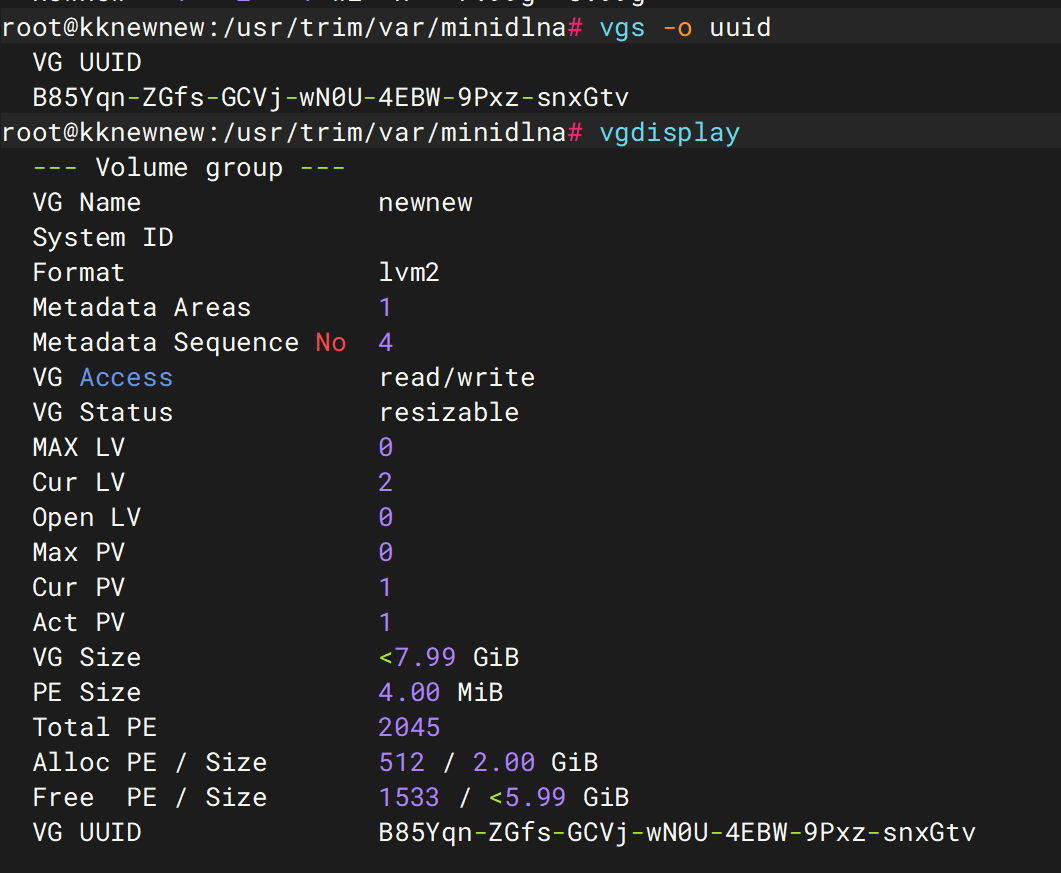 root@kknewnew:/usr/trim/var/minidlna# vgs -o uuid
  VG UUID
  B85Yqn-ZGfs-GCVj-wN0U-4EBW-9Pxz-snxGtv
root@kknewnew:/usr/trim/var/minidlna# vgdisplay
  --- Volume group ---
  VG Name               newnew
  System ID
  Format                lvm2
  Metadata Areas        1
  Metadata Sequence No  4
  VG Access             read/write
  VG Status             resizable
  MAX LV                0
  Cur LV                2
  Open LV               0
  Max PV                0
  Cur PV                1
  Act PV                1
  VG Size               <7.99 GiB
  PE Size               4.00 MiB
  Total PE              2045
  Alloc PE / Size       512 / 2.00 GiB
  Free  PE / Size       1533 / <5.99 GiB
  VG UUID               B85Yqn-ZGfs-GCVj-wN0U-4EBW-9Pxz-snxGtv